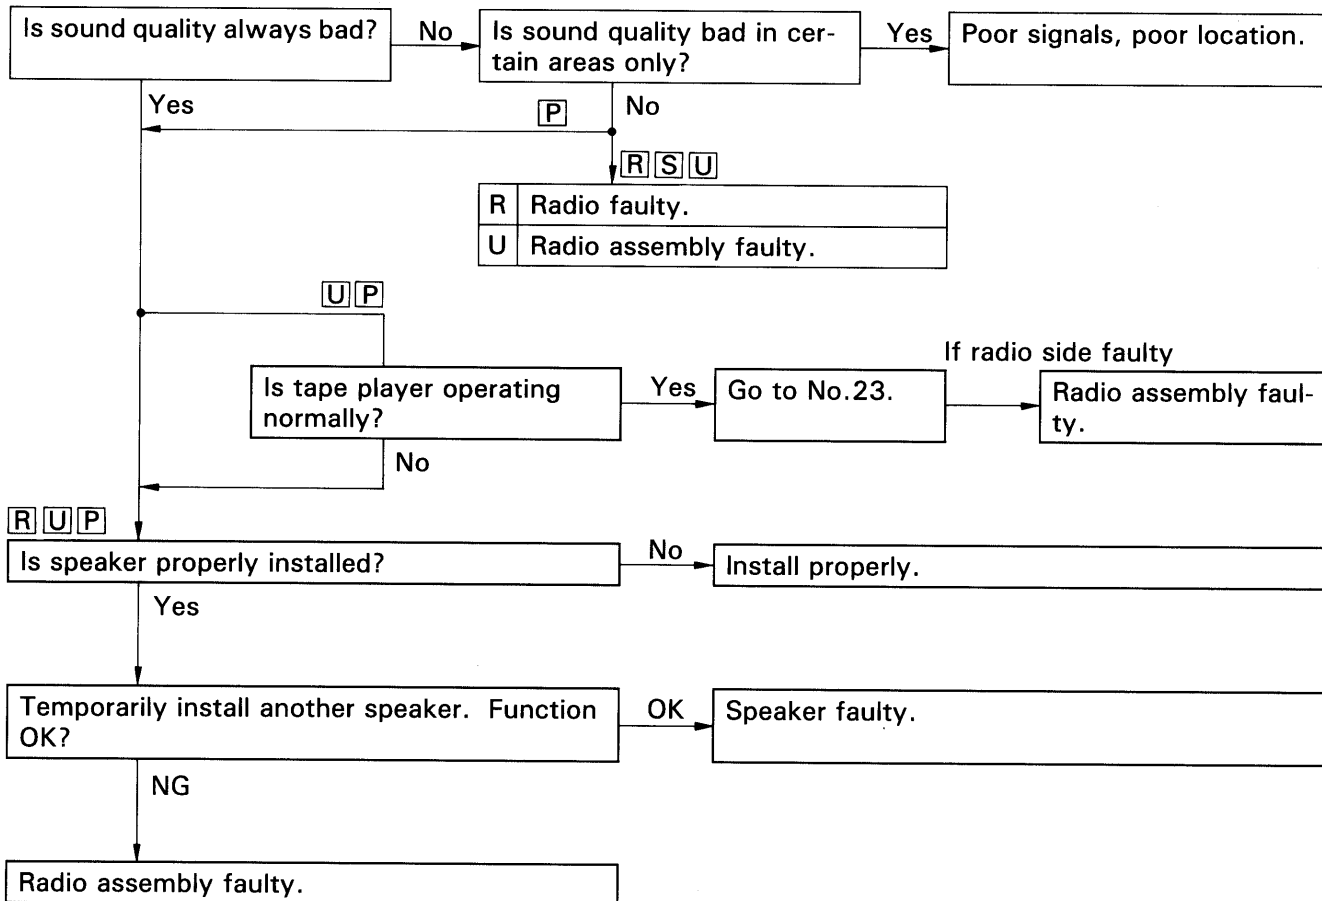 Is sound quality always bad?
No
Is sound quality bad in cer-
tain areas only?
Yes
Poor signals, poor location.
Yes
P
No
R S U
R Radio faulty.
U Radio assembly faulty.
U P
Is tape player operating
normally?
Yes
Go to No.23.
If radio side faulty
Radio assembly faul-
ty.
No
R U P
Is speaker properly installed?
No
Install properly.
Yes
Temporarily install another speaker. Function
OK?
OK
Speaker faulty.
NG
Radio assembly faulty.